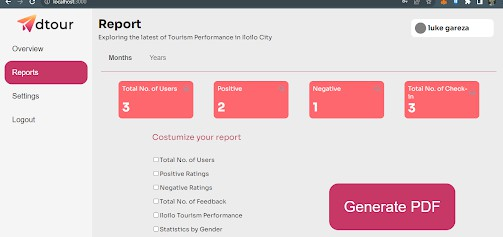 localhost:3000
dtour
Report
Exploring the latest of Tourism Performance in Iloilo City
luke gareza
Overview
Reports
Settings
Logout
Months
Years
Total No. of Users
3
Positive
2
Negative
1
Total No. of Check-
in
3
Costumize your report
Total No. of Users
Positive Ratings
Negative Ratings
Total No. of Feedback
Iloilo Tourism Performance
Statistics by Gender
Generate PDF